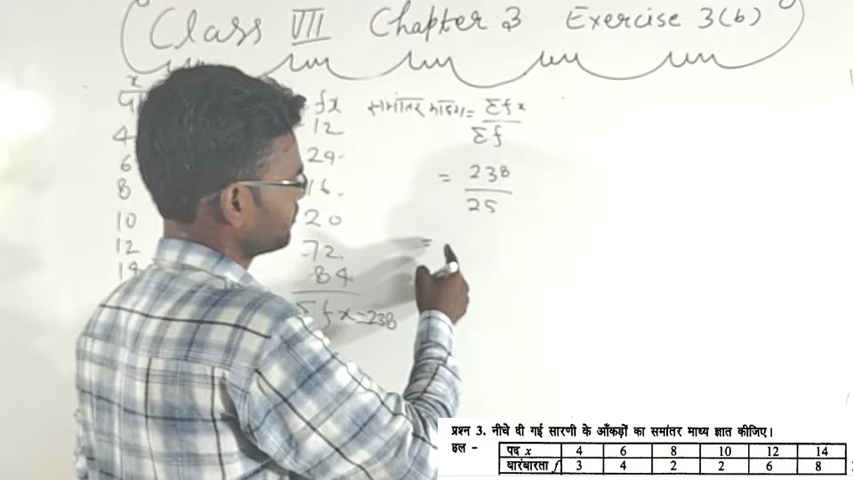 Class VII Chapter 3 Exercise 3(b)
x fx
4 12
6 24
8 16
10 20
12 72
14 84
Σfx=238
समांतर माध्य = Σfx / Σf
= 238 / 25
=
प्रश्न 3. नीचे दी गई सारणी के आँकड़ों का समांतर माध्य ज्ञात कीजिए।
हल –
पद x 4 6 8 10 12 14
बारंबारता f 3 4 2 2 6 8